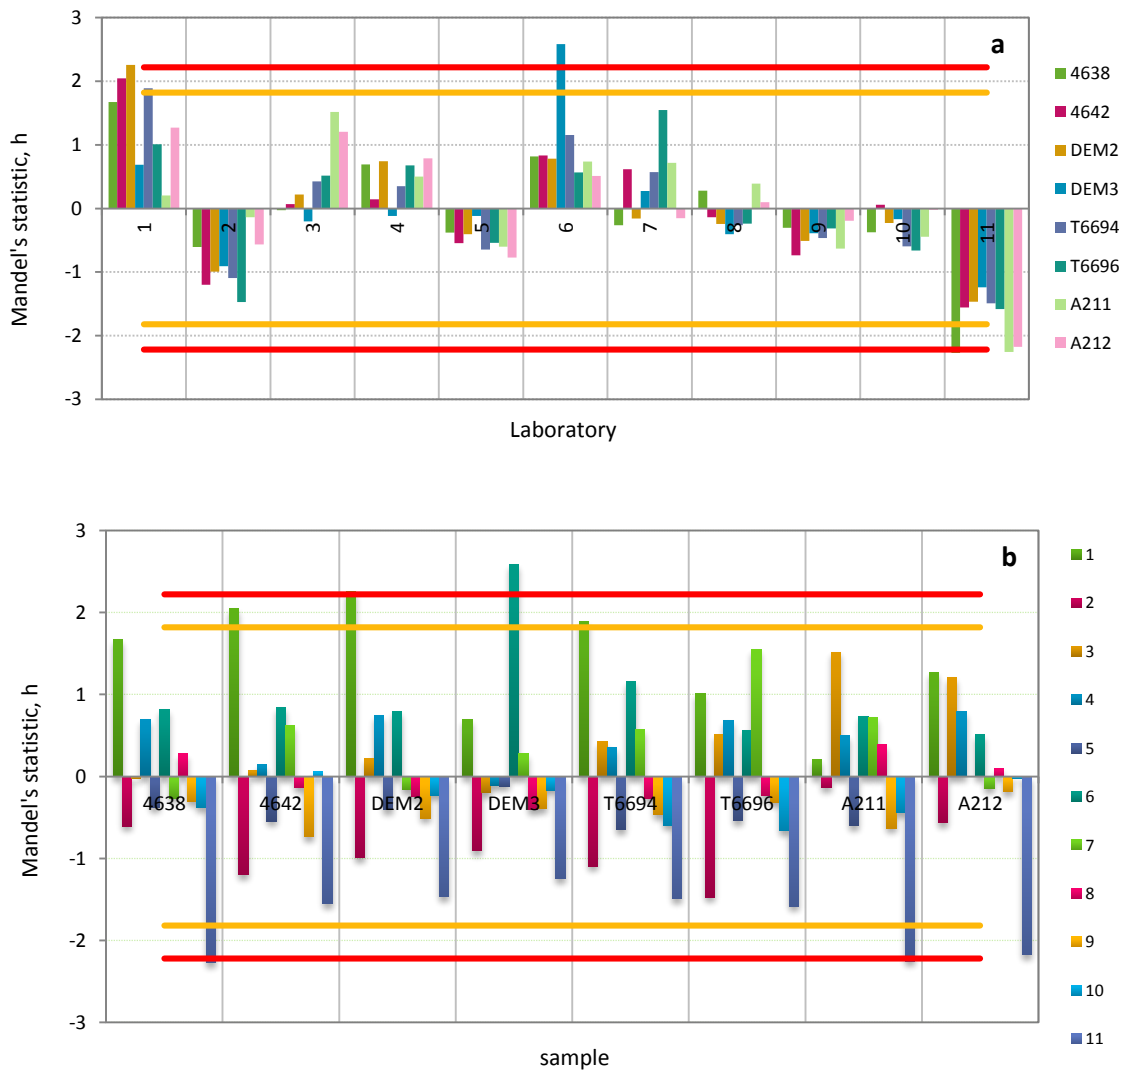 3
a
2
1
0
-1
-2
-3
Mandel's statistic, h
1 2 3 4 5 6 7 8 9 10 11
Laboratory
4638
4642
DEM2
DEM3
T6694
T6696
A211
A212
3
b
2
1
0
-1
-2
-3
Mandel's statistic, h
4638 4642 DEM2 DEM3 T6694 T6696 A211 A212
sample
1
2
3
4
5
6
7
8
9
10
11